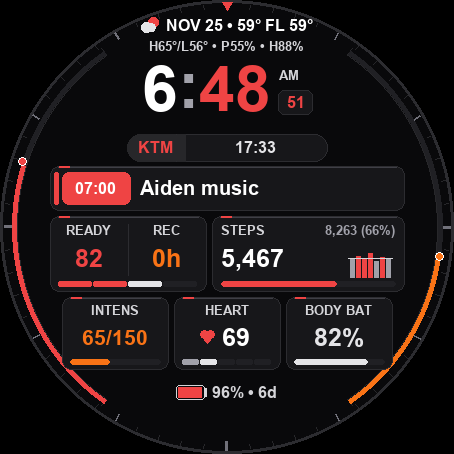 NOV 25 • 59° FL 59°
H65°/L56° • P55% • H88%
6:48 AM 51
KTM 17:33
07:00 Aiden music
READY REC
82 0h
STEPS 8,263 (66%)
5,467
INTENS HEART BODY BAT
65/150 69 82%
96% • 6d